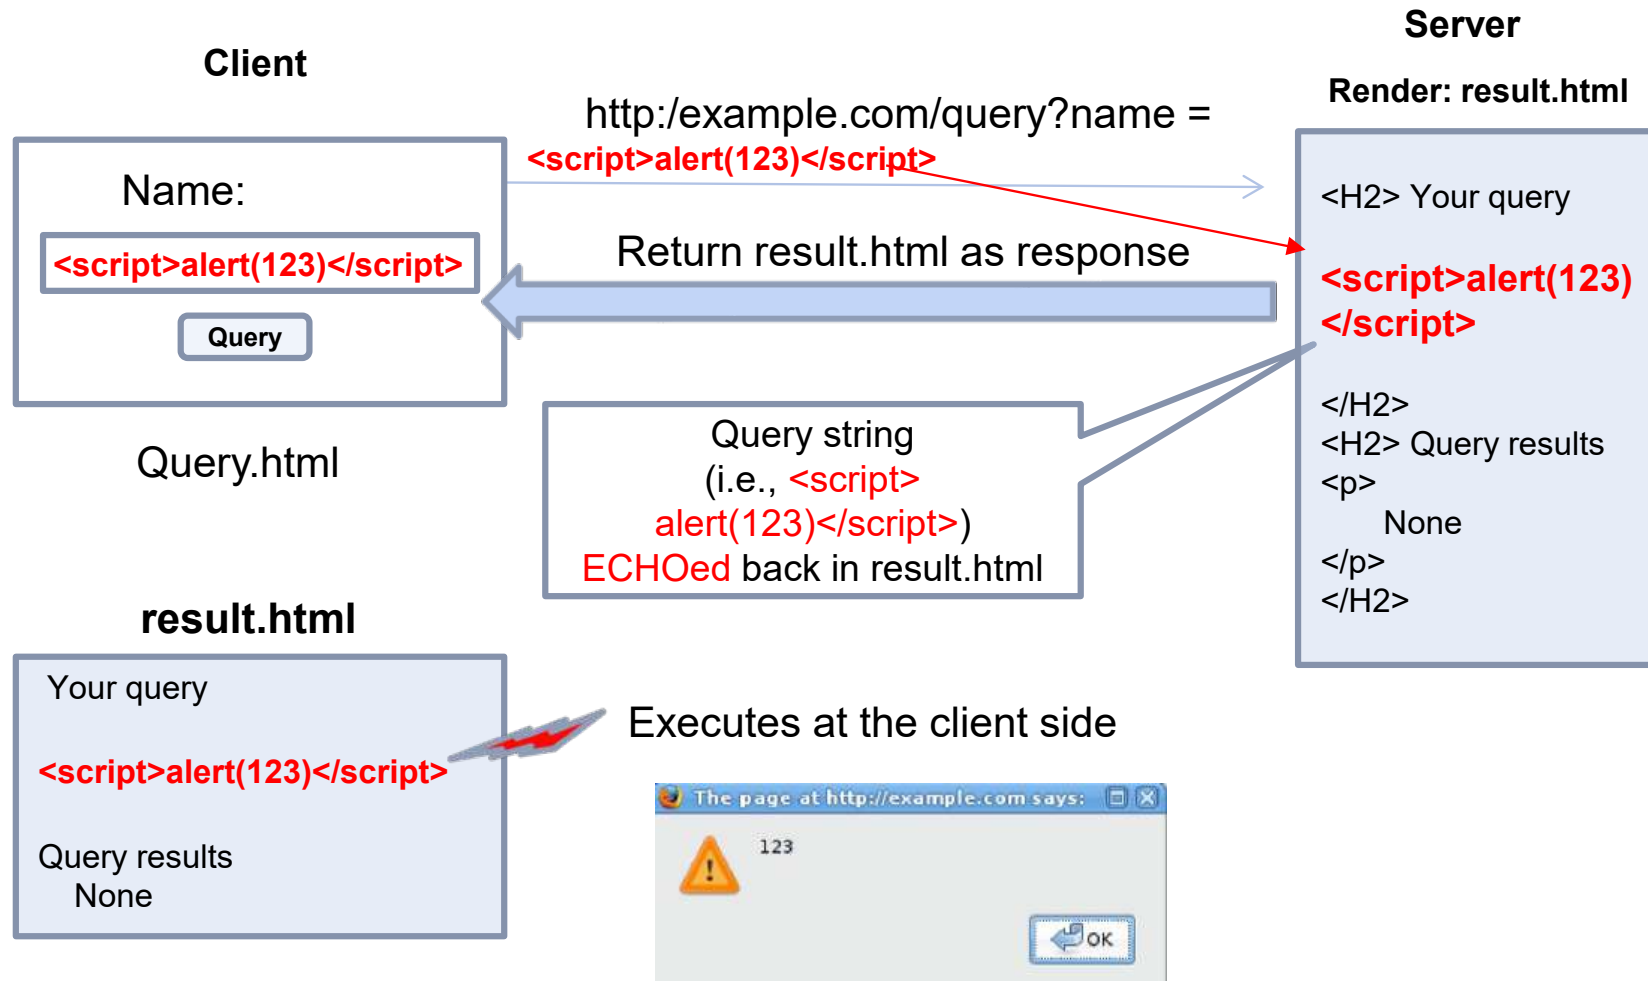 Client
Name:
<script>alert(123)</script>
Query
Query.html
http:/example.com/query?name =
<script>alert(123)</script>
Return result.html as response
Query string
(i.e., <script>
alert(123)</script>)
ECHOed back in result.html
Server
Render: result.html
<H2> Your query
<script>alert(123)
</script>
</H2>
<H2> Query results
<p>
None
</p>
</H2>
result.html
Your query
<script>alert(123)</script>
Query results
None
Executes at the client side
The page at http://example.com says:
123
OK